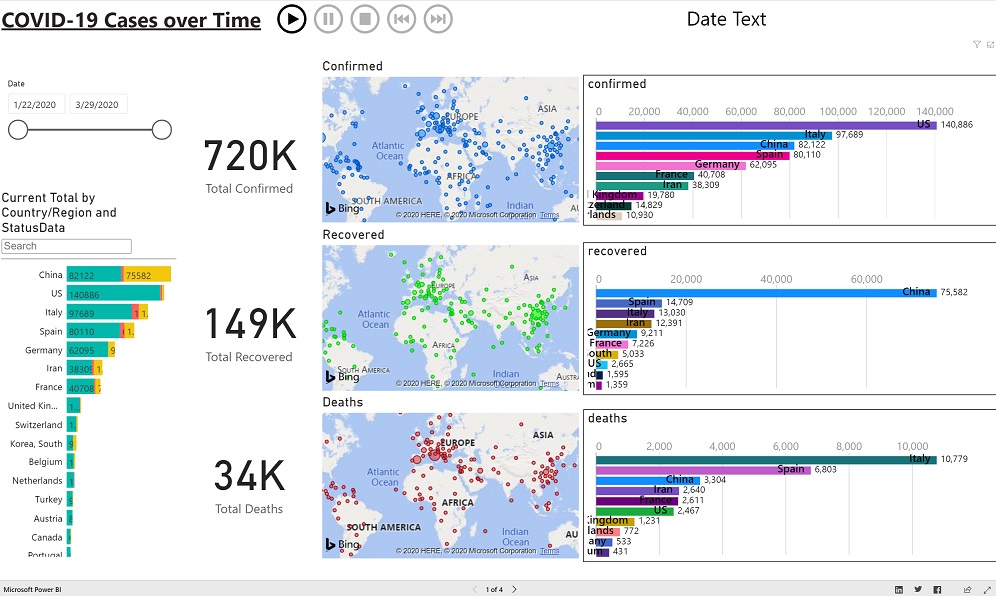 COVID-19 Cases over Time
Date Text
Date
1/22/2020 3/29/2020
720K
Total Confirmed
149K
Total Recovered
34K
Total Deaths
Current Total by
Country/Region and
StatusData
Search
China 82122 75582
US 140886
Italy 97689 1 1.
Spain 80110 1.
Germany 62095 9
Iran 3830 1.
France 40708
United Kin... 1...
Switzerland 1.
Korea, South 9
Belgium 1
Netherlands 1
Turkey
Austria
Canada
Portugal
Confirmed
EUROPE
ASIA
Atlantic
Ocean
AFRICA
SOUTH AMERICA
Indian
AU
Bing
© 2020 HERE, © 2020 Microsoft Corporation Terms
Recovered
EUROPE
ASIA
Atlantic
Ocean
AFRICA
SOUTH AMERICA
Indian
AUSTRA
Bing
© 2020 HERE, © 2020 Microsoft Corporation Terms
Deaths
EUROPE
ASIA
Atlantic
Ocean
AFRICA
SOUTH AMERICA
Indian
Ocean
AU
Bing
© 2020 HERE, © 2020 Microsoft Corporation Terms
confirmed
0 20,000 40,000 60,000 80,000 100,000 120,000 140,000
US 140,886
Italy 97,689
China 82,122
Spain 80,110
Germany 62,095
France 40,708
Iran 38,309
Kingdom 19,780
zerland 14,829
lands 10,930
recovered
0 20,000 40,000 60,000
China 75,582
Spain 14,709
Italy 13,030
Iran 12,391
Germany 9,211
France 7,226
outh 5,033
US 2,665
1,595
m 1,359
deaths
0 2,000 4,000 6,000 8,000 10,000
Italy 10,779
Spain 6,803
China 3,304
Iran 2,640
France 2,611
US 2,467
ingdom 1,231
lands 772
any 533
um 431
Microsoft Power BI
1 of 4